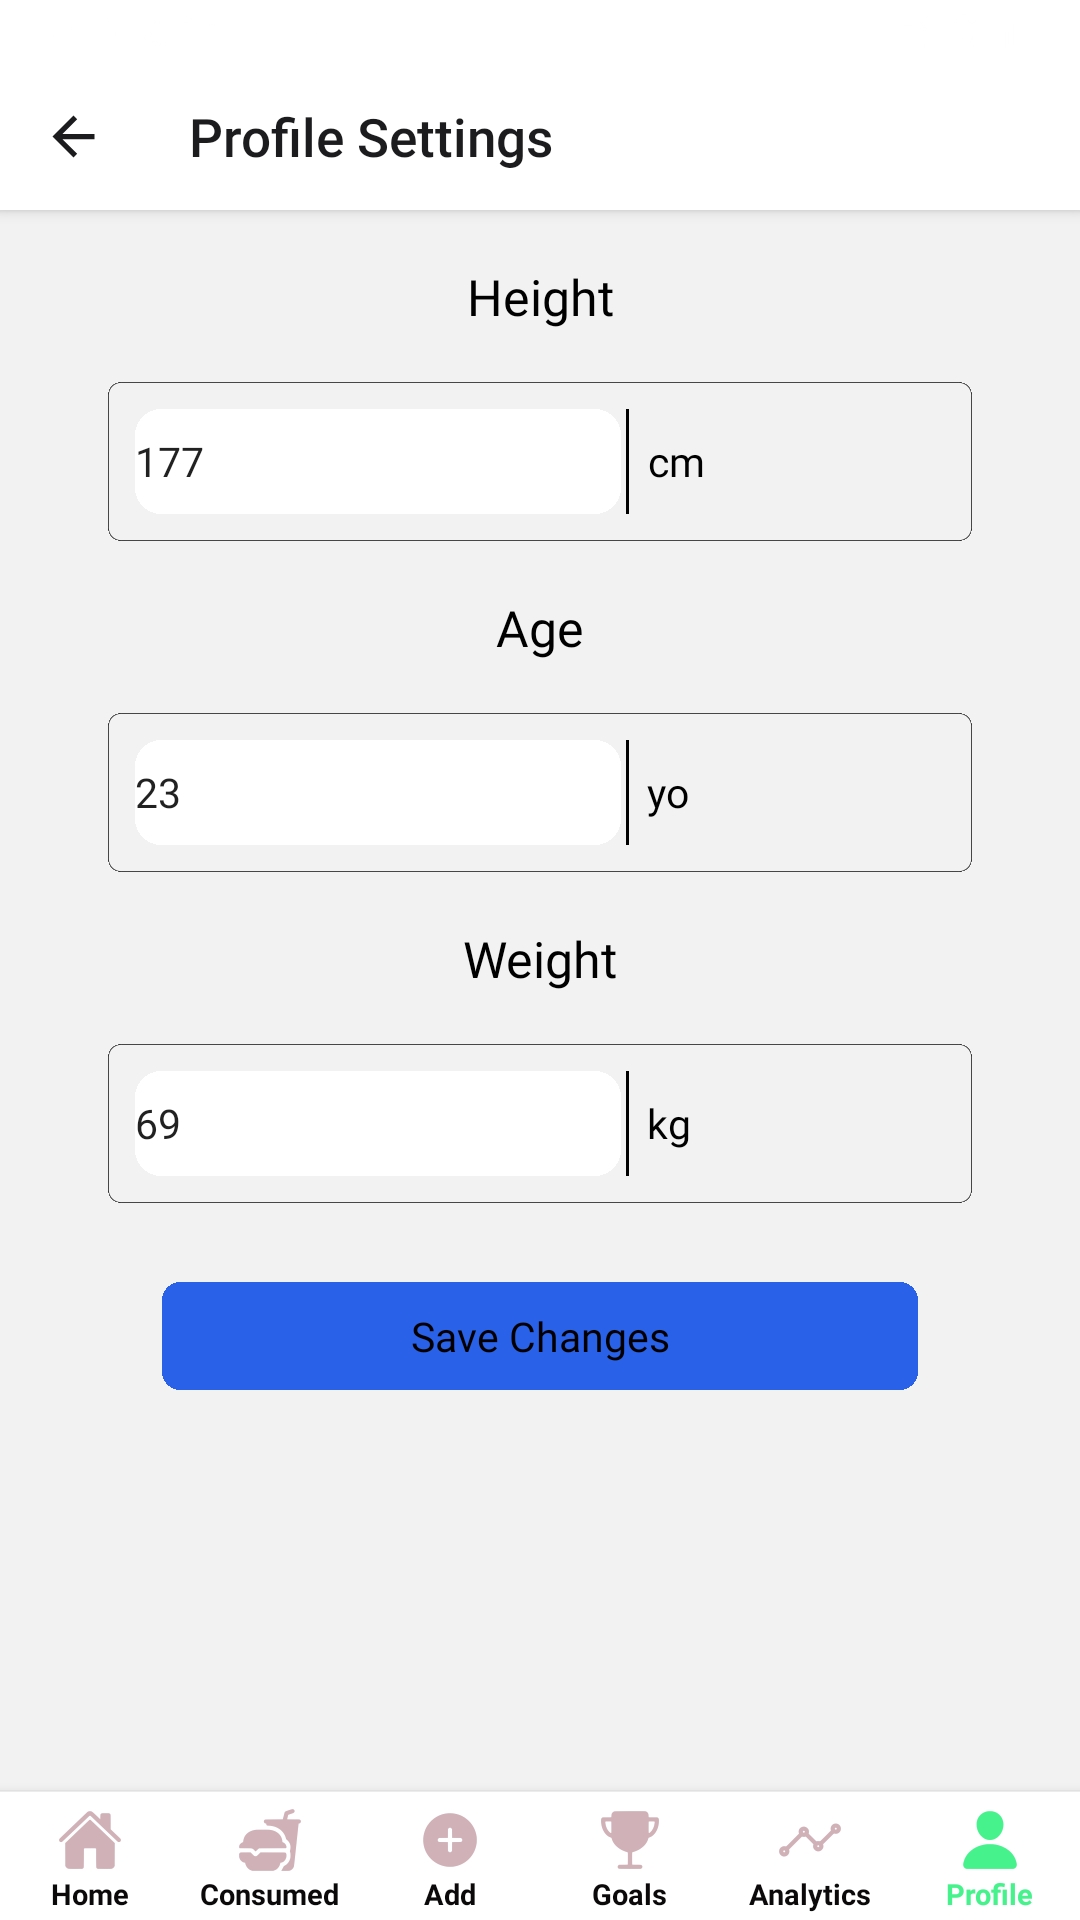 Profile Settings
Height
177
cm
Age
23
yo
Weight
69
kg
Save Changes
Home
Consumed
Add
Goals
Analytics
Profile